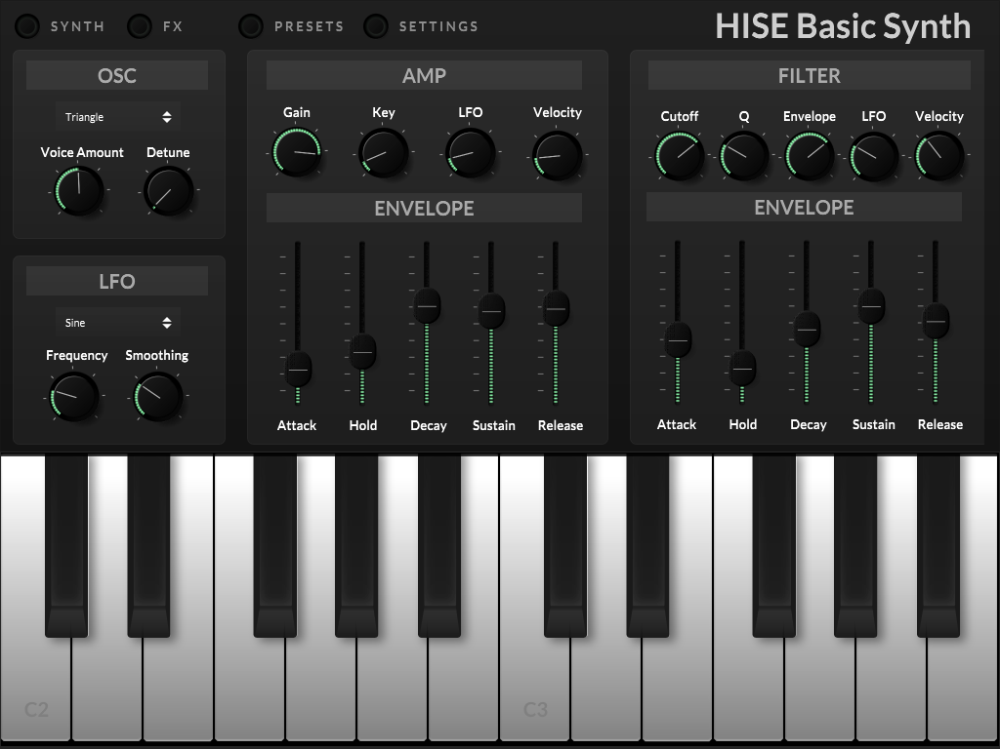 SYNTH FX PRESETS SETTINGS HISE Basic Synth
OSC
Triangle
Voice Amount Detune
LFO
Sine
Frequency Smoothing
AMP
Gain Key LFO Velocity
ENVELOPE
Attack Hold Decay Sustain Release
FILTER
Cutoff Q Envelope LFO Velocity
ENVELOPE
Attack Hold Decay Sustain Release
C2 C3